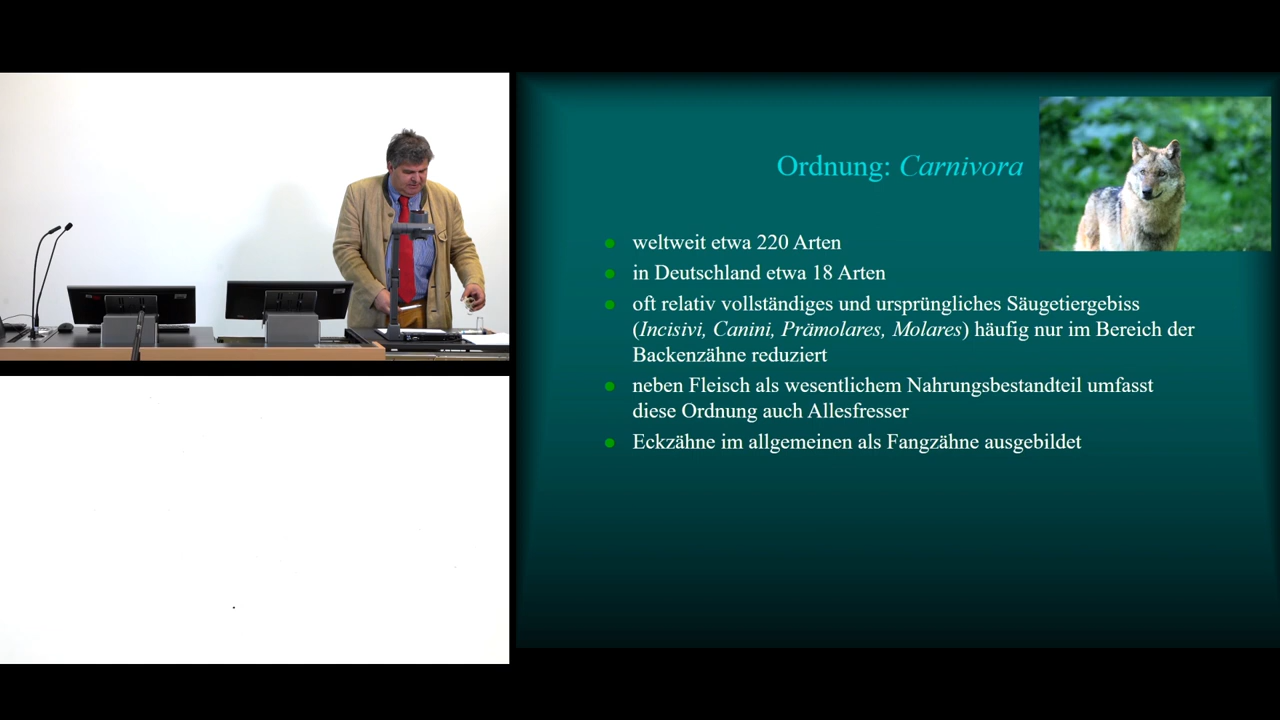 Ordnung: Carnivora
weltweit etwa 220 Arten
in Deutschland etwa 18 Arten
oft relativ vollständiges und ursprüngliches Säugetiergebiss
(Incisivi, Canini, Prämolares, Molares) häufig nur im Bereich der
Backenzähne reduziert
neben Fleisch als wesentlichem Nahrungsbestandteil umfasst
diese Ordnung auch Allesfresser
Eckzähne im allgemeinen als Fangzähne ausgebildet